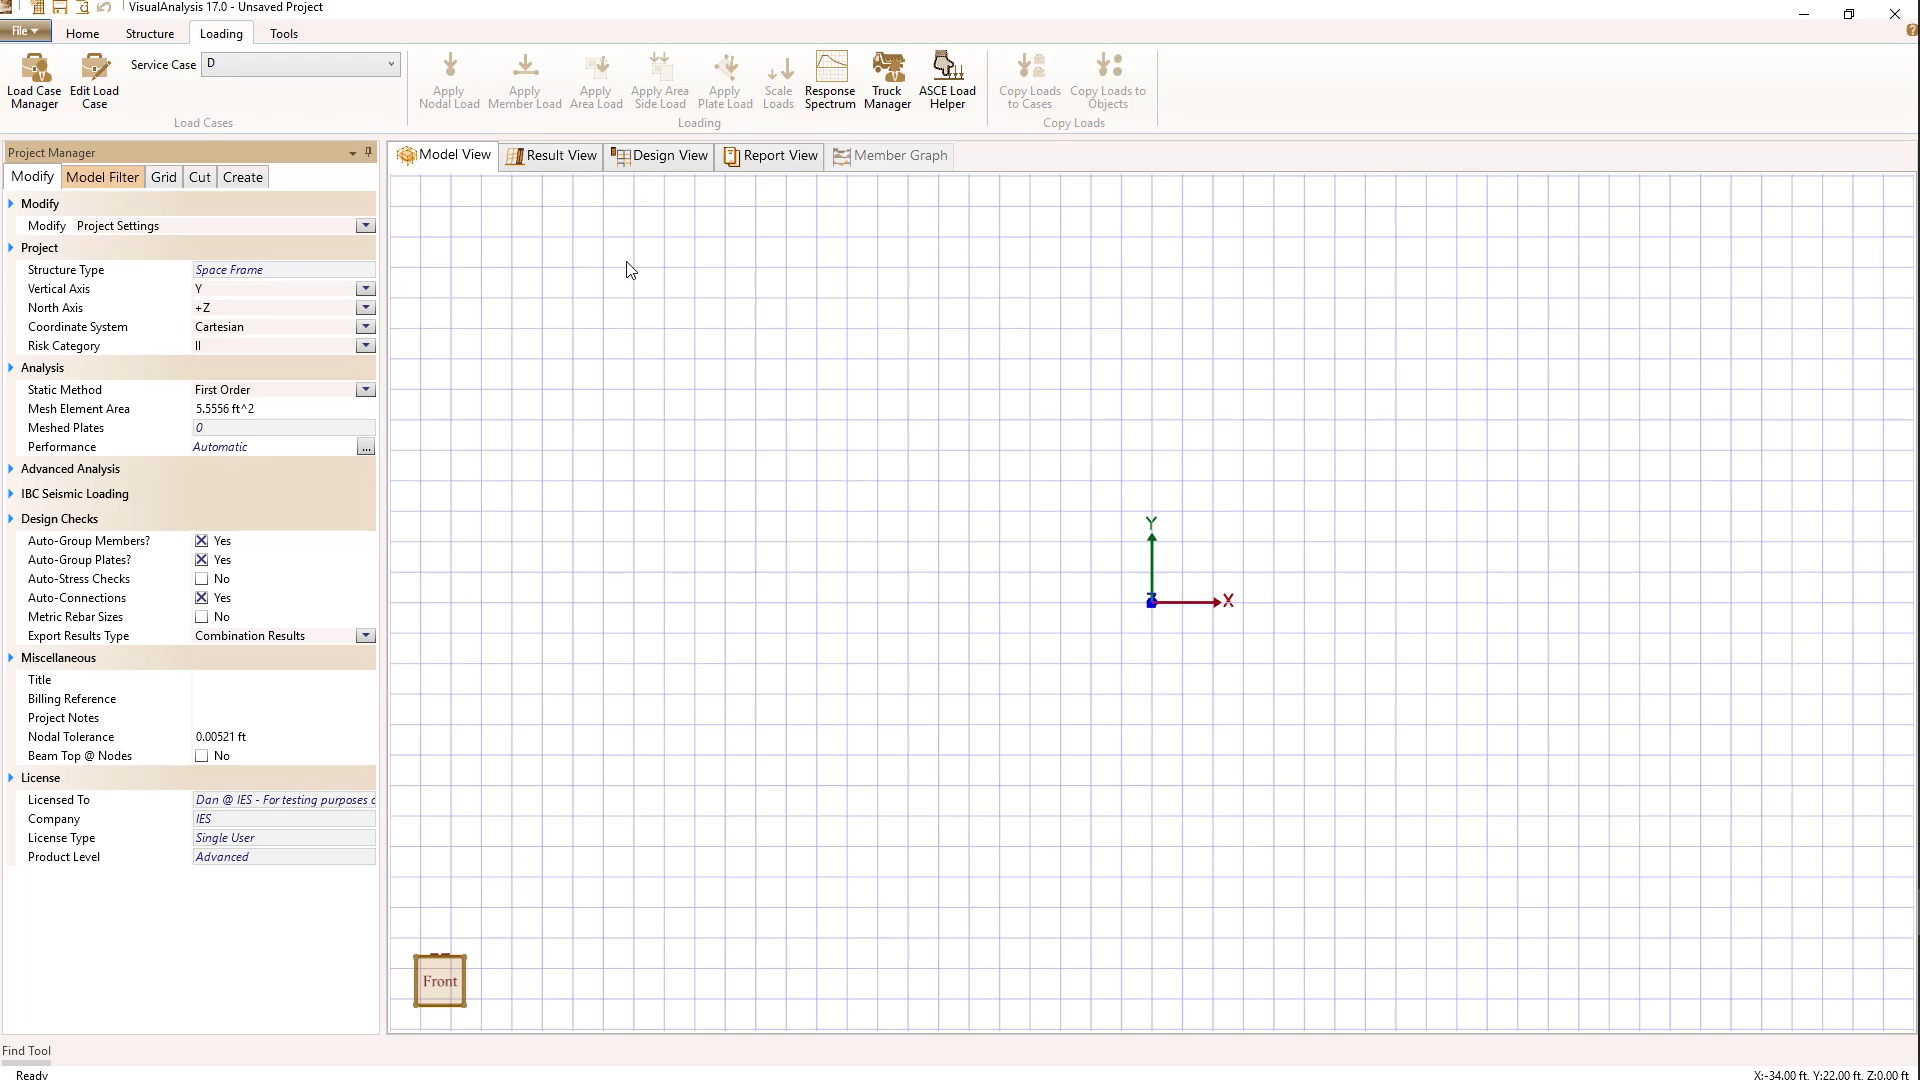 VisualAnalysis 17.0 - Unsaved Project
File Home Structure Loading Tools
Load Case Manager
Edit Load Case
Service Case D
Load Cases
Apply Nodal Load
Apply Member Load
Apply Area Load
Apply Area Side Load
Apply Plate Load
Scale Loads
Response Spectrum
Truck Manager
ASCE Load Helper
Loading
Copy Loads to Cases
Copy Loads to Objects
Copy Loads
Project Manager
Modify Model Filter Grid Cut Create
Modify
Modify Project Settings
Project
Structure Type Space Frame
Vertical Axis Y
North Axis +Z
Coordinate System Cartesian
Risk Category II
Analysis
Static Method First Order
Mesh Element Area 5.5556 ft^2
Meshed Plates 0
Performance Automatic ...
Advanced Analysis
IBC Seismic Loading
Design Checks
Auto-Group Members? Yes
Auto-Group Plates? Yes
Auto-Stress Checks No
Auto-Connections Yes
Metric Rebar Sizes No
Export Results Type Combination Results
Miscellaneous
Title
Billing Reference
Project Notes
Nodal Tolerance 0.00521 ft
Beam Top @ Nodes No
License
Licensed To Dan @ IES - For testing purposes
Company IES
License Type Single User
Product Level Advanced
Model View Result View Design View Report View Member Graph
Y
X
Front
Find Tool
Ready
X:-34.00 ft, Y:22.00 ft, Z:0.00 ft